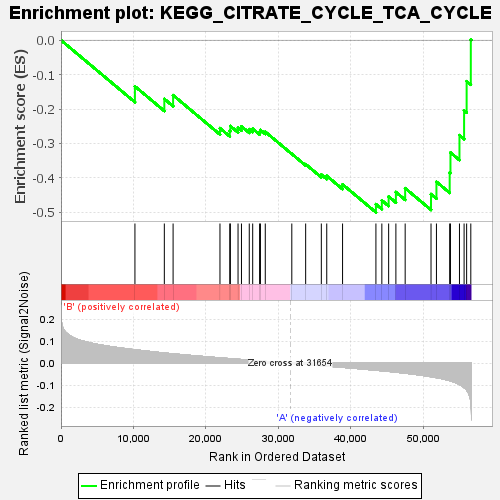 Enrichment plot: KEGG_CITRATE_CYCLE_TCA_CYCLE
Enrichment score (ES)
0.0
-0.1
-0.2
-0.3
-0.4
-0.5
'B' (positively correlated)
Ranked list metric (Signal2Noise)
0.2
0.1
0.0
-0.1
-0.2
Zero cross at 31654
'A' (negatively correlated)
0 10,000 20,000 30,000 40,000 50,000
Rank in Ordered Dataset
Enrichment profile Hits Ranking metric scores